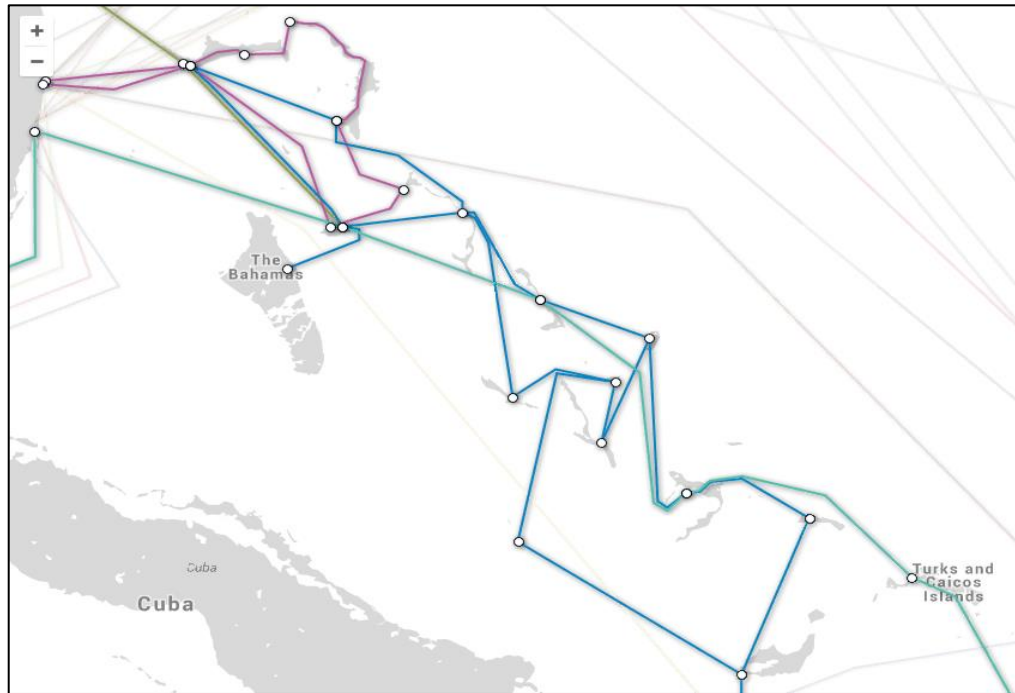 +
−
The
Bahamas
Cuba
Cuba
Turks and
Caicos
Islands